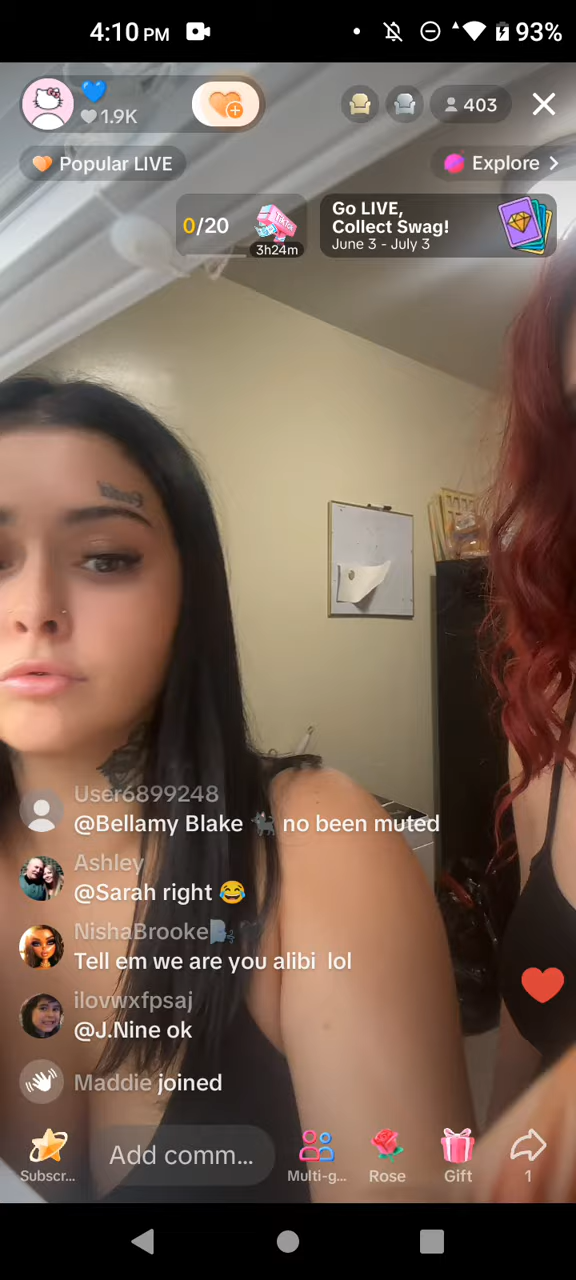 4:10 PM 93%
💙
1.9K
403
Popular LIVE
Explore >
0/20
TikTok
3h24m
Go LIVE,
Collect Swag!
June 3 - July 3
User6899248
@Bellamy Blake 🐈‍⬛ no been muted
Ashley
@Sarah right 😂
NishaBrooke🌬️
Tell em we are you alibi lol
ilovwxfpsaj
@J.Nine ok
Maddie joined
Subscr...
Add comm...
Multi-g...
Rose
Gift
1